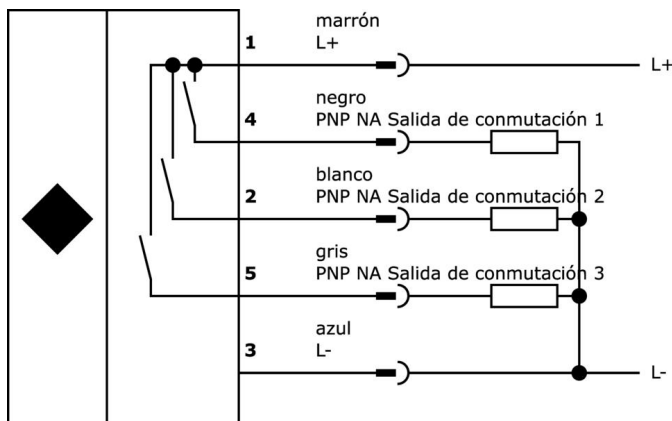 marrón
1 L+
L+
negro
4 PNP NA Salida de conmutación 1
blanco
2 PNP NA Salida de conmutación 2
gris
5 PNP NA Salida de conmutación 3
azul
3 L-
L-